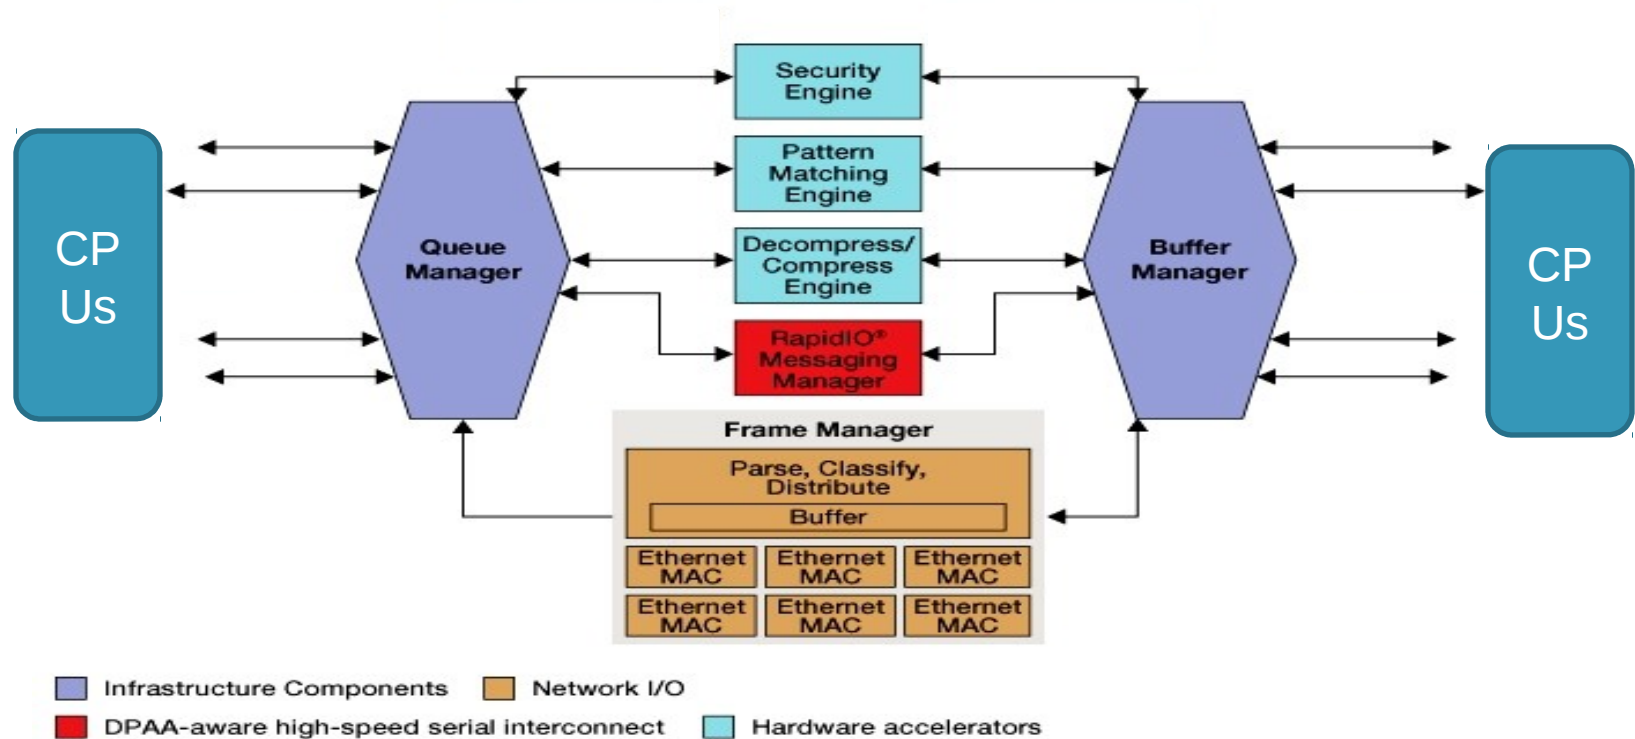 Security
Engine
Pattern
Matching
Engine
CP
Us
Queue
Manager
Decompress/
Compress
Engine
Buffer
Manager
CP
Us
RapidIO®
Messaging
Manager
Frame Manager
Parse, Classify,
Distribute
Buffer
Ethernet
MAC
Ethernet
MAC
Ethernet
MAC
Ethernet
MAC
Ethernet
MAC
Ethernet
MAC
Infrastructure Components
Network I/O
DPAA-aware high-speed serial interconnect
Hardware accelerators